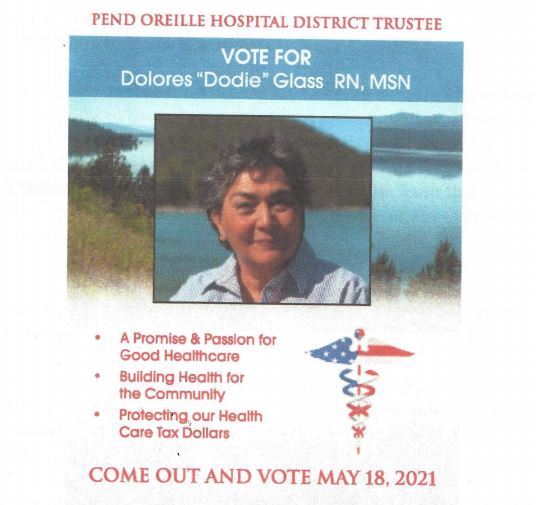 PEND OREILLE HOSPITAL DISTRICT TRUSTEE
VOTE FOR
Dolores "Dodie" Glass RN, MSN
• A Promise & Passion for
Good Healthcare
• Building Health for
the Community
• Protecting our Health
Care Tax Dollars
COME OUT AND VOTE MAY 18, 2021